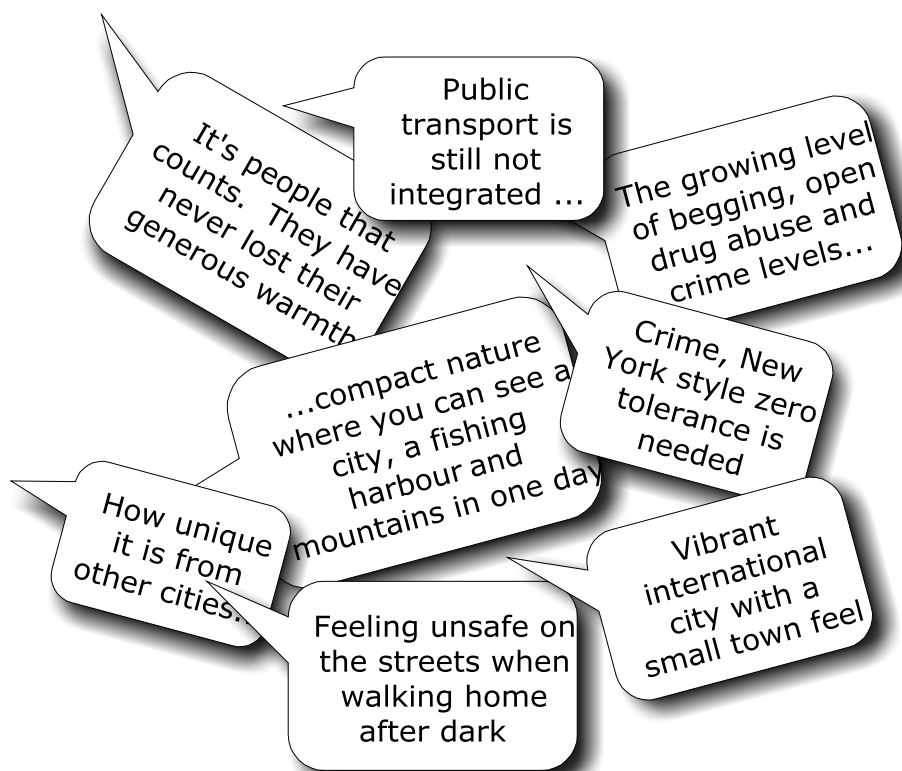 It's people that
counts.  They have
never lost their
generous warmth
Public
transport is
still not
integrated ...
The growing level
of begging, open
drug abuse and
crime levels...
...compact nature
where you can see a
city, a fishing
harbour and
mountains in one day
Crime, New
York style zero
tolerance is
needed
How unique
it is from
other cities..
Feeling unsafe on
the streets when
walking home
after dark
Vibrant
international
city with a
small town feel